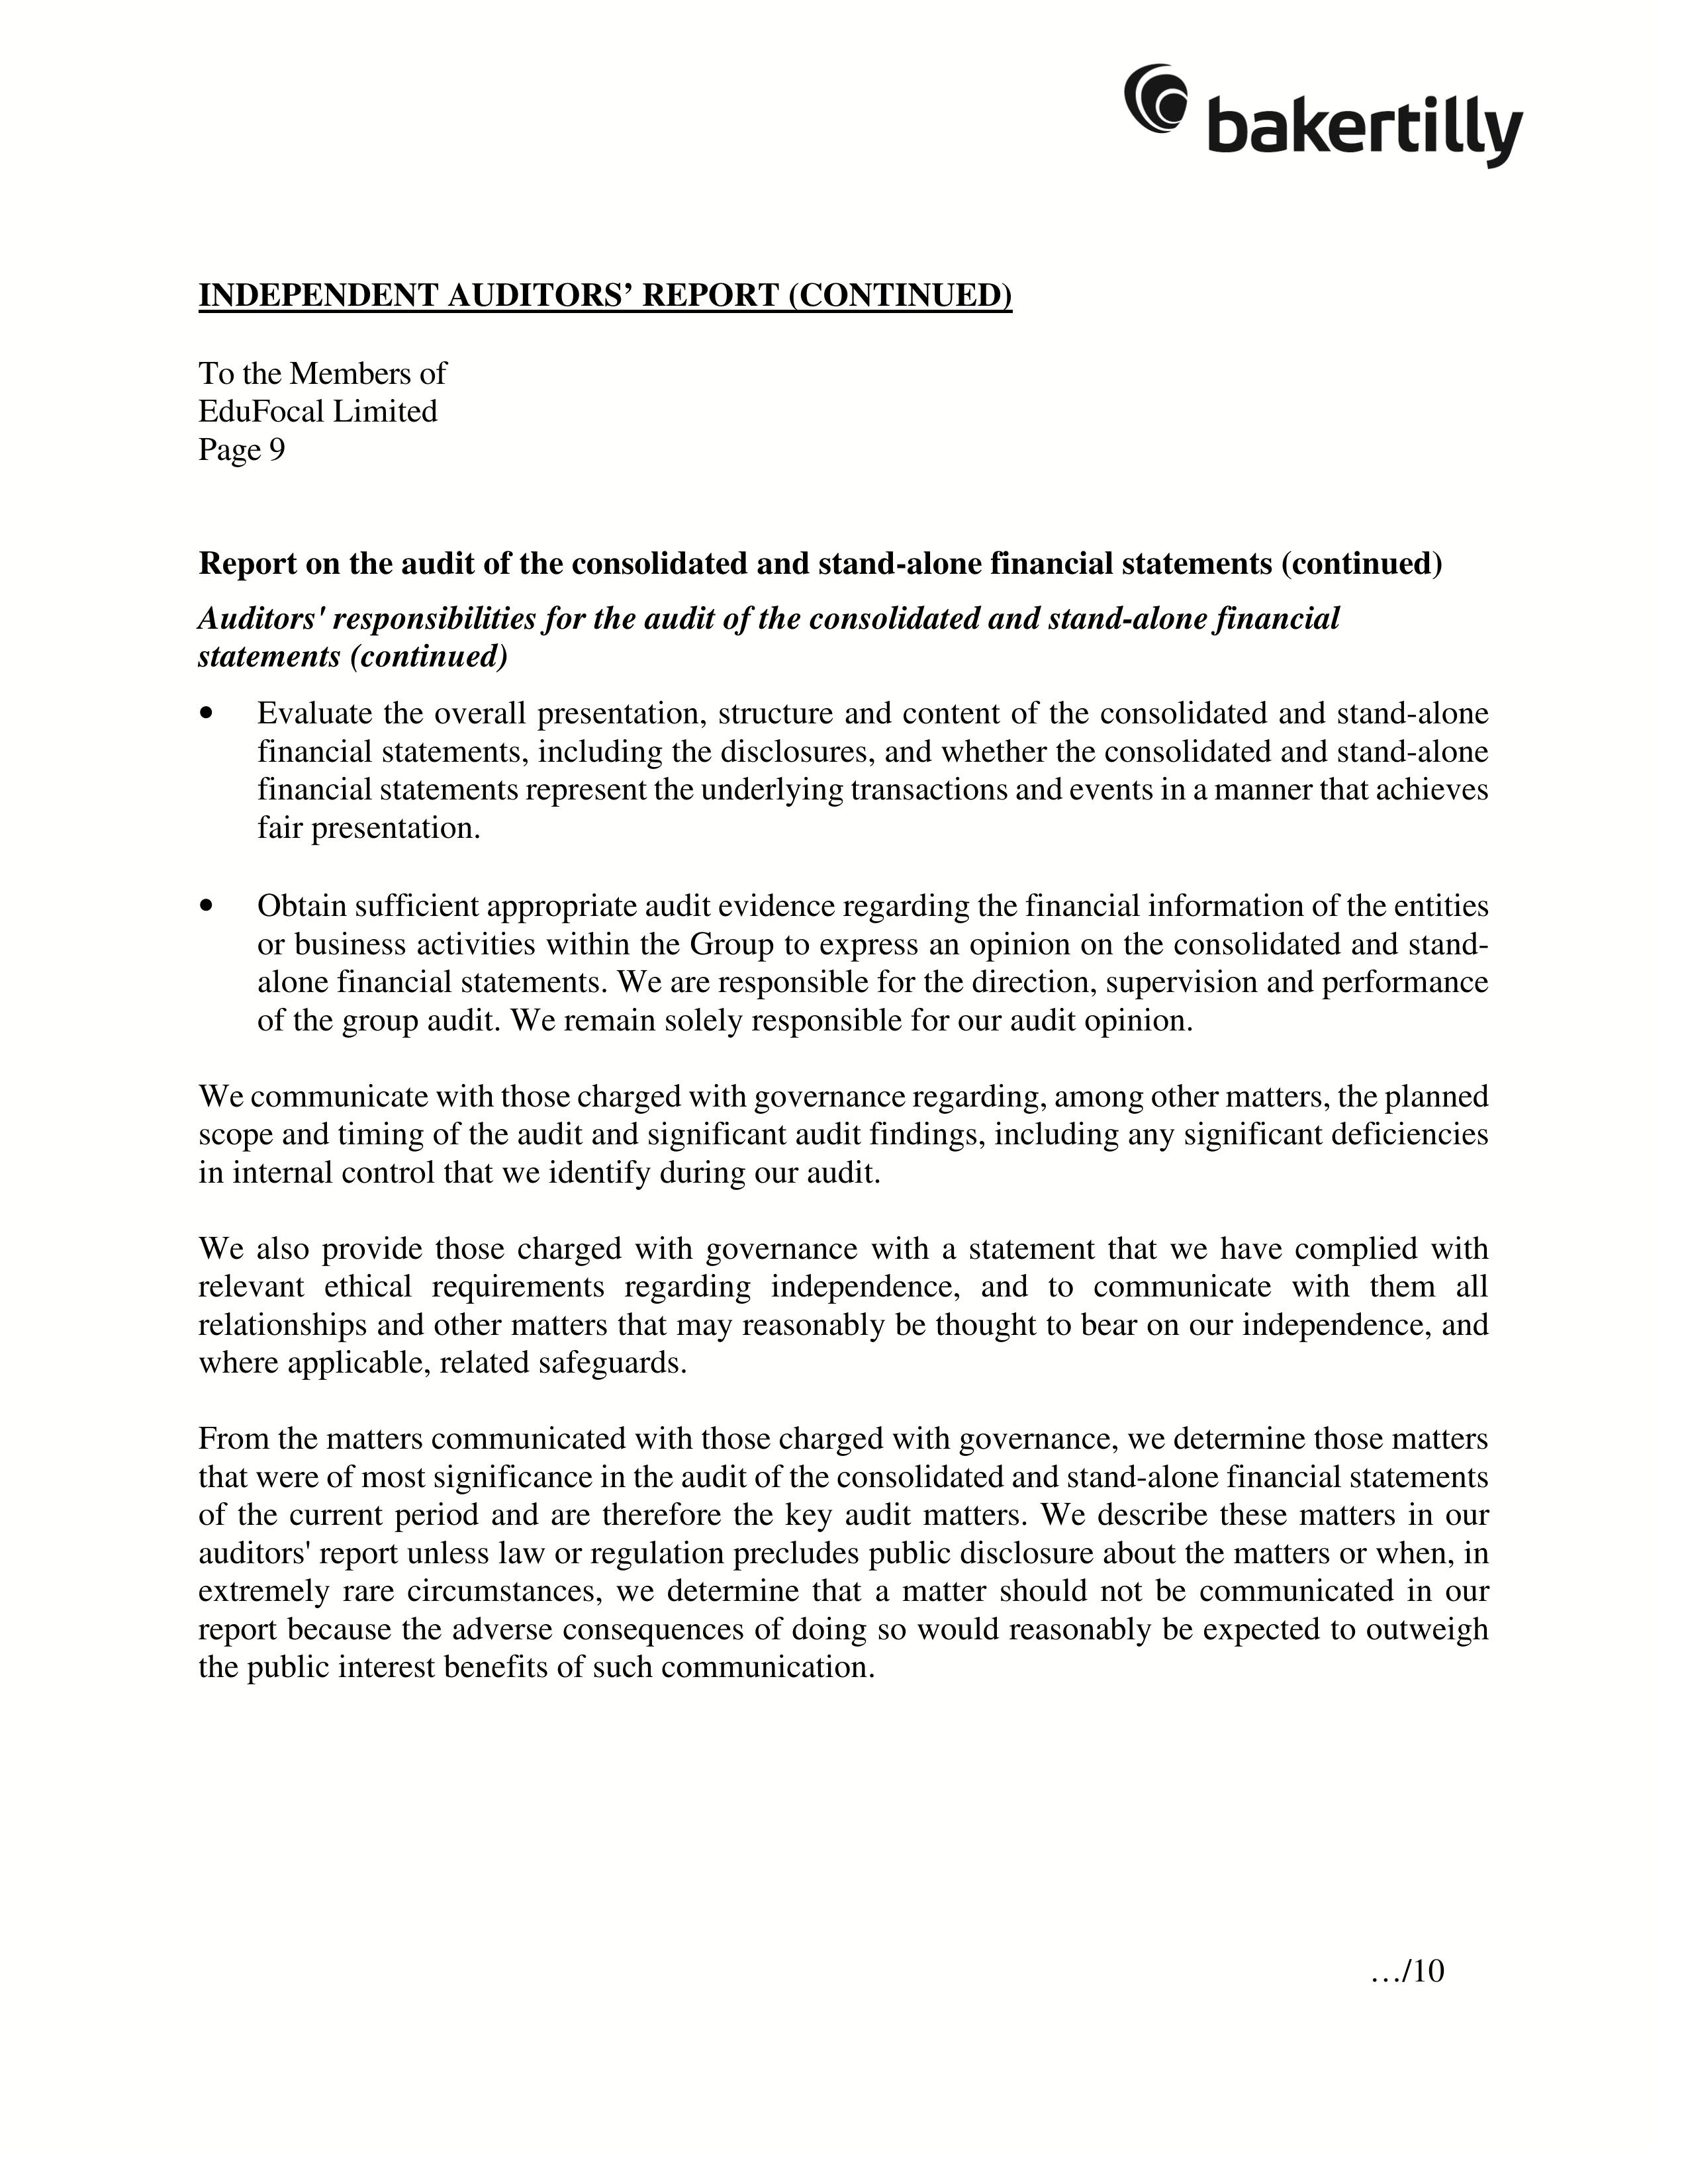 bakertilly
INDEPENDENT AUDITORS’ REPORT (CONTINUED)
To the Members of
EduFocal Limited
Page 9
Report on the audit of the consolidated and stand-alone financial statements (continued)
Auditors' responsibilities for the audit of the consolidated and stand-alone financial
statements (continued)
• Evaluate the overall presentation, structure and content of the consolidated and stand-alone
financial statements, including the disclosures, and whether the consolidated and stand-alone
financial statements represent the underlying transactions and events in a manner that achieves
fair presentation.
• Obtain sufficient appropriate audit evidence regarding the financial information of the entities
or business activities within the Group to express an opinion on the consolidated and stand-
alone financial statements. We are responsible for the direction, supervision and performance
of the group audit. We remain solely responsible for our audit opinion.
We communicate with those charged with governance regarding, among other matters, the planned
scope and timing of the audit and significant audit findings, including any significant deficiencies
in internal control that we identify during our audit.
We also provide those charged with governance with a statement that we have complied with
relevant ethical requirements regarding independence, and to communicate with them all
relationships and other matters that may reasonably be thought to bear on our independence, and
where applicable, related safeguards.
From the matters communicated with those charged with governance, we determine those matters
that were of most significance in the audit of the consolidated and stand-alone financial statements
of the current period and are therefore the key audit matters. We describe these matters in our
auditors' report unless law or regulation precludes public disclosure about the matters or when, in
extremely rare circumstances, we determine that a matter should not be communicated in our
report because the adverse consequences of doing so would reasonably be expected to outweigh
the public interest benefits of such communication.
…/10